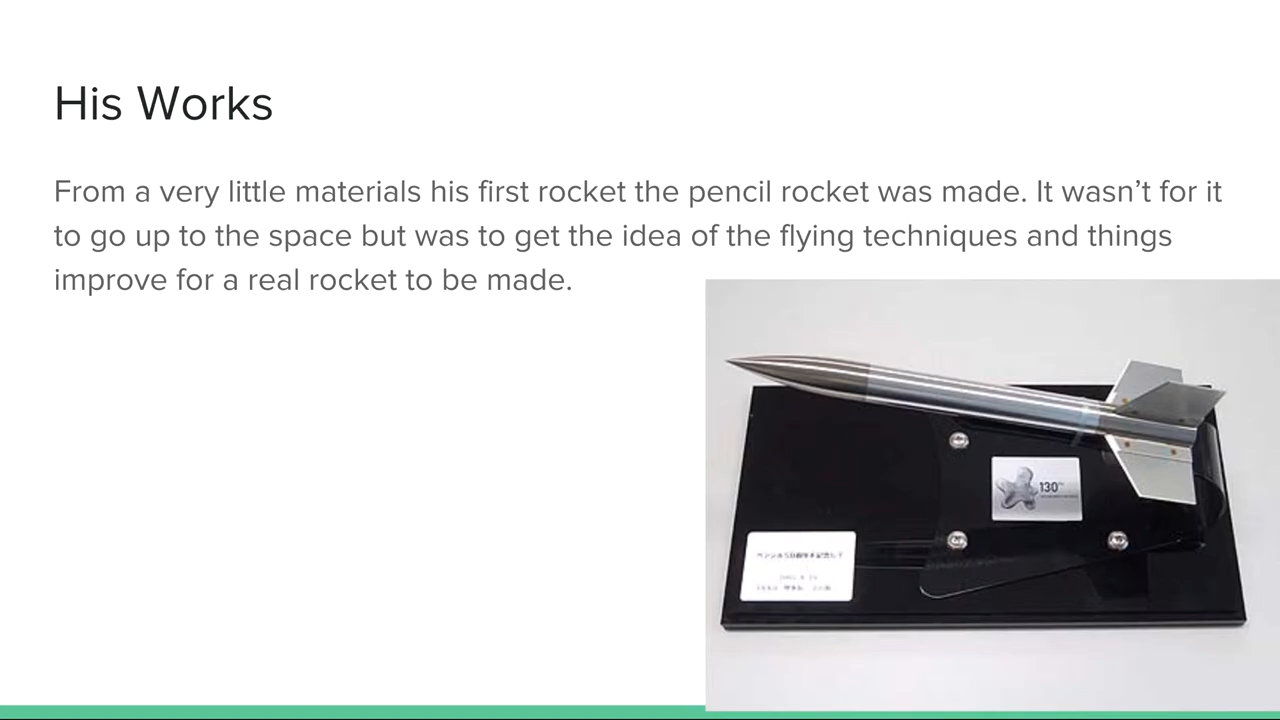 His Works
From a very little materials his first rocket the pencil rocket was made. It wasn’t for it
to go up to the space but was to get the idea of the flying techniques and things
improve for a real rocket to be made.
130